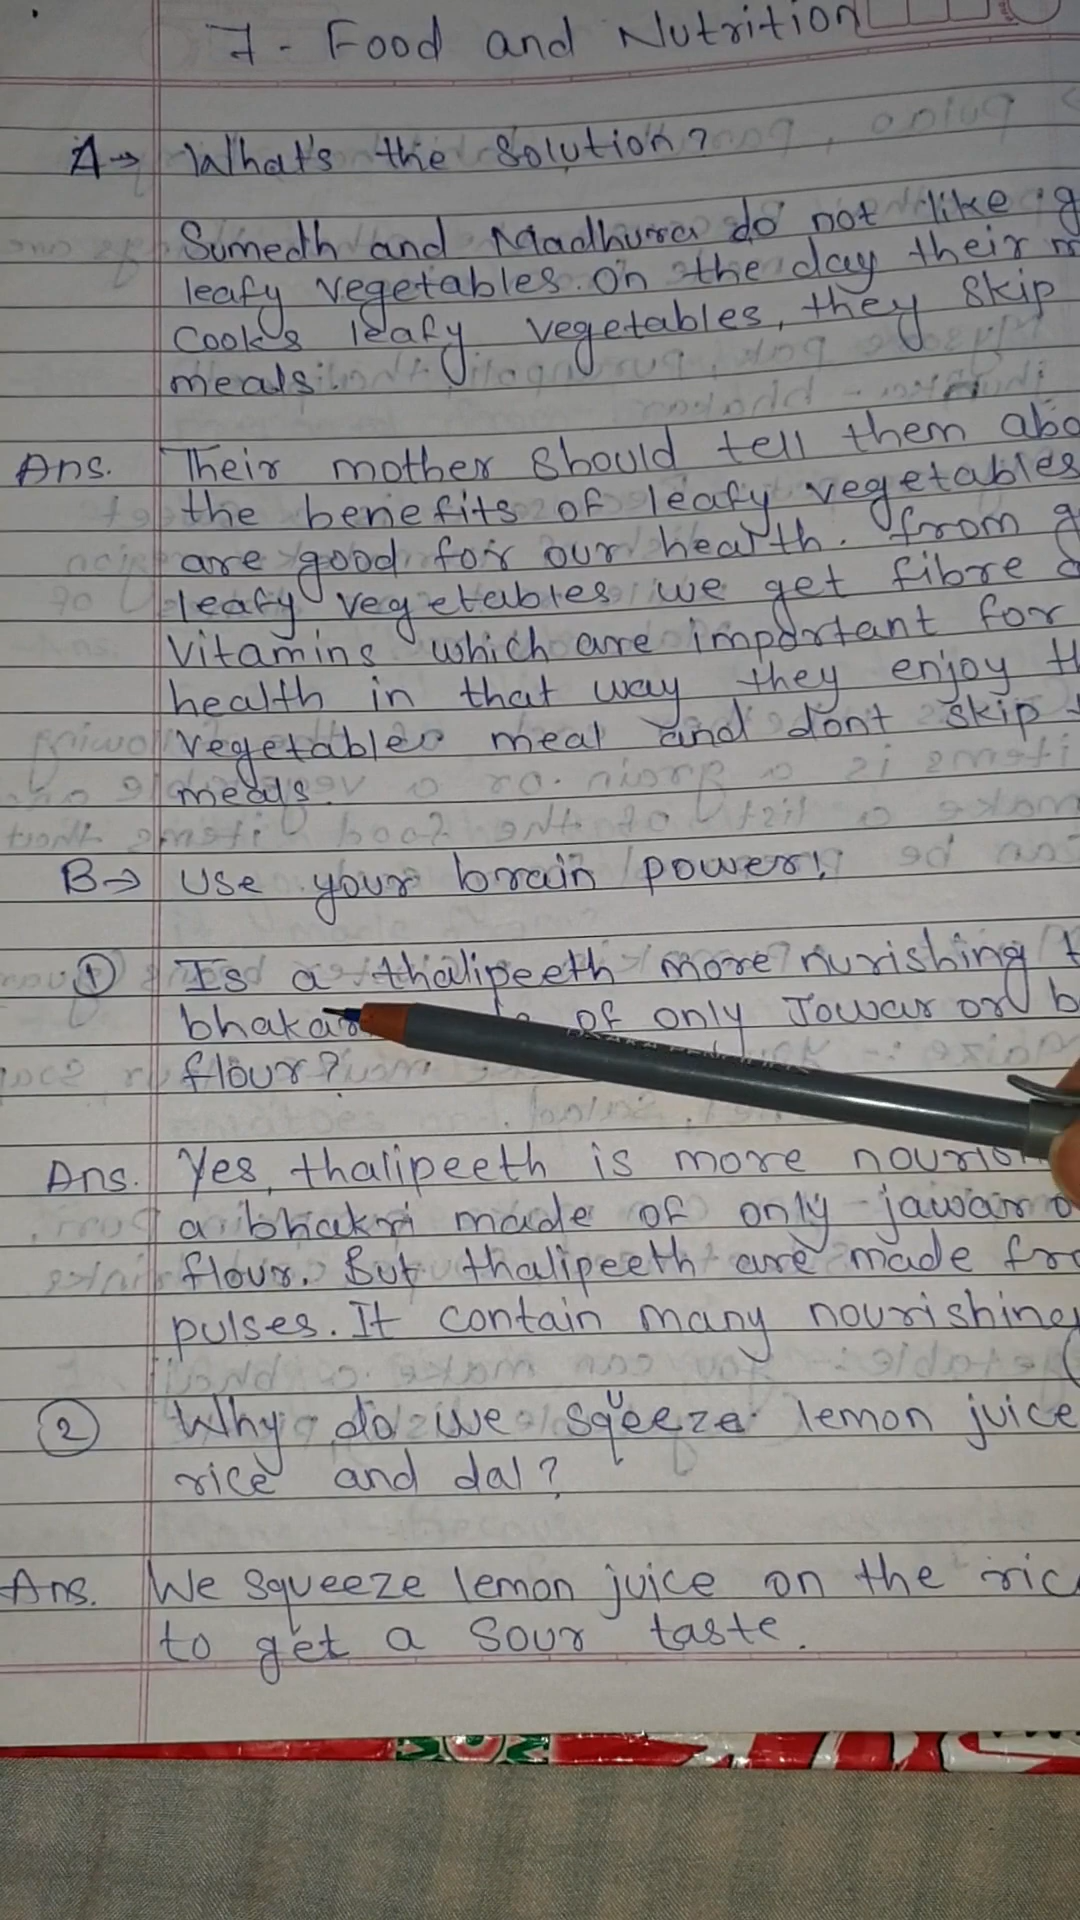 7 - Food and Nutrition
A→ What's the Solution?
Sumedh and Madhura do not like g
leafy vegetables. On the day their m
Cooks leafy vegetables, they skip
meals.
Ans. Their mother should tell them abo
the benefits of leafy vegetables
are good for our health. from g
leafy vegetables we get fibre a
Vitamins which are important for
health in that way they enjoy th
vegetables meal and dont skip
meals.
B→ Use your brain power!
① Is a thalipeeth more nurishing t
bhakar of only Jowar or b
flour?
Ans. Yes, thalipeeth is more nourish
a bhakri made of only jawar o
flour. But thalipeeth are made fro
pulses. It contain many nourishing
② Why do we squeeze lemon juice
rice and dal?
Ans. We squeeze lemon juice on the ric
to get a sour taste.